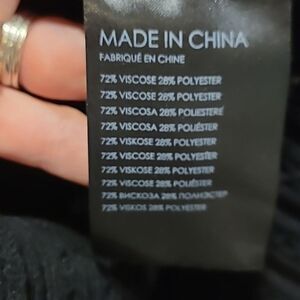 MADE IN CHINA
FABRIQUÉ EN CHINE
72% VISCOSE 28% POLYESTER
72% VISCOSE 28% POLYESTER
72% VISCOSA 28% POLIESTERE
72% VISCOSA 28% POLIÉSTER
72% VISKOSE 28% POLYESTER
72% VISCOSE 28% POLYESTER
72% VISKOSE 28% POLYESTER
72% VISCOSE 28% POLIÉSTER
72% ВИСКОЗА 28% ПОЛИЭСТЕР
72% VISKOS 28% POLYESTER